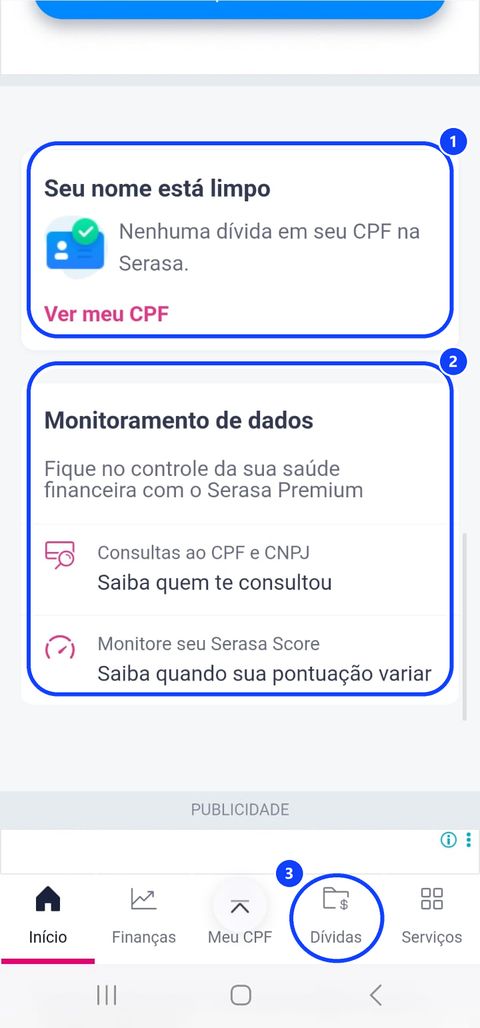 1
Seu nome está limpo
Nenhuma dívida em seu CPF na
Serasa.
Ver meu CPF
2
Monitoramento de dados
Fique no controle da sua saúde
financeira com o Serasa Premium
Consultas ao CPF e CNPJ
Saiba quem te consultou
Monitore seu Serasa Score
Saiba quando sua pontuação variar
PUBLICIDADE
3
Início
Finanças
Meu CPF
Dívidas
Serviços